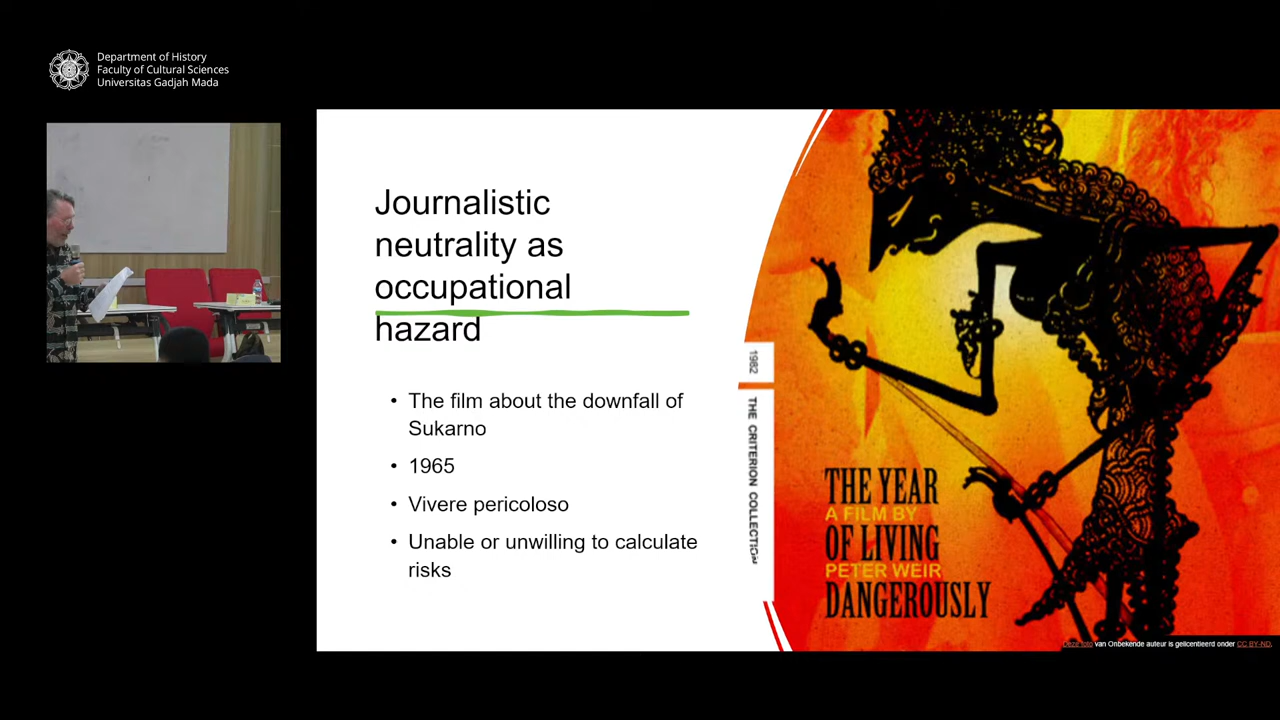 Department of History
Faculty of Cultural Sciences
Universitas Gadjah Mada
Journalistic
neutrality as
occupational
hazard
• The film about the downfall of
Sukarno
• 1965
• Vivere pericoloso
• Unable or unwilling to calculate
risks
1982
THE CRITERION COLLECTION
THE YEAR
A FILM BY
OF LIVING
PETER WEIR
DANGEROUSLY
Deze foto van Onbekende auteur is gelicentieerd onder CC BY-ND.